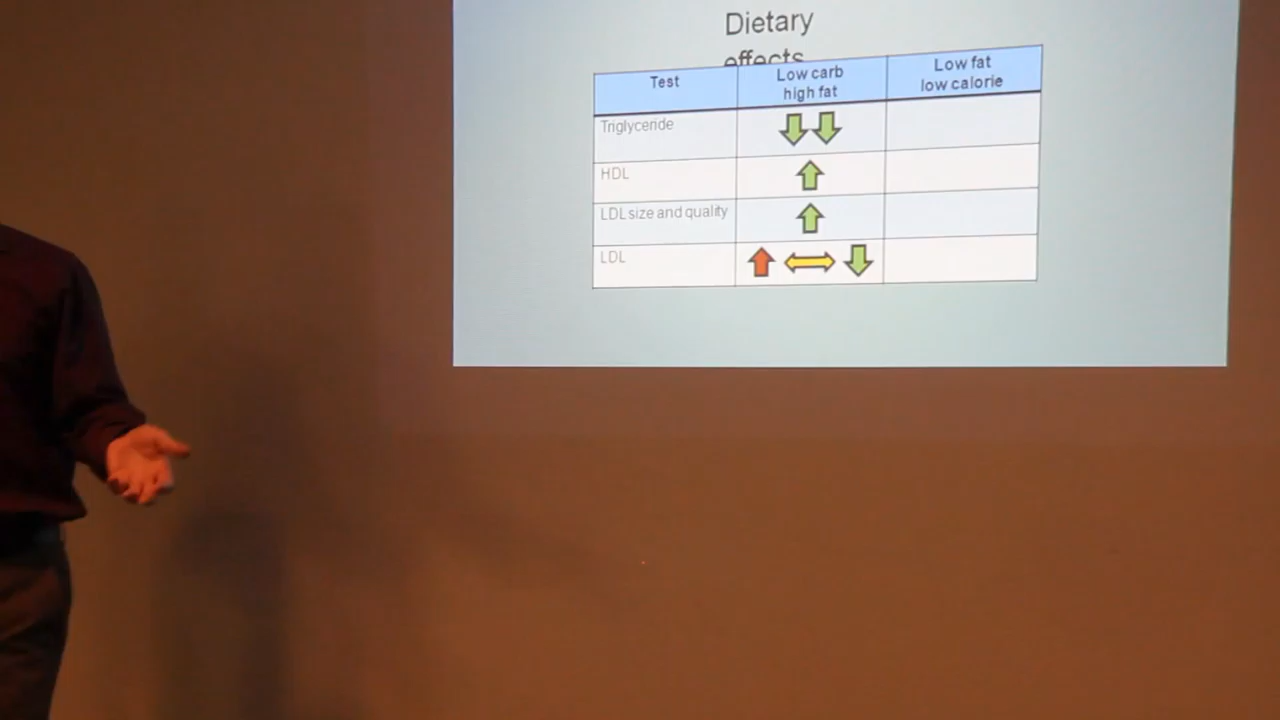 Dietary
effects
Test
Low carb
high fat
Low fat
low calorie
Triglyceride
HDL
LDL size and quality
LDL